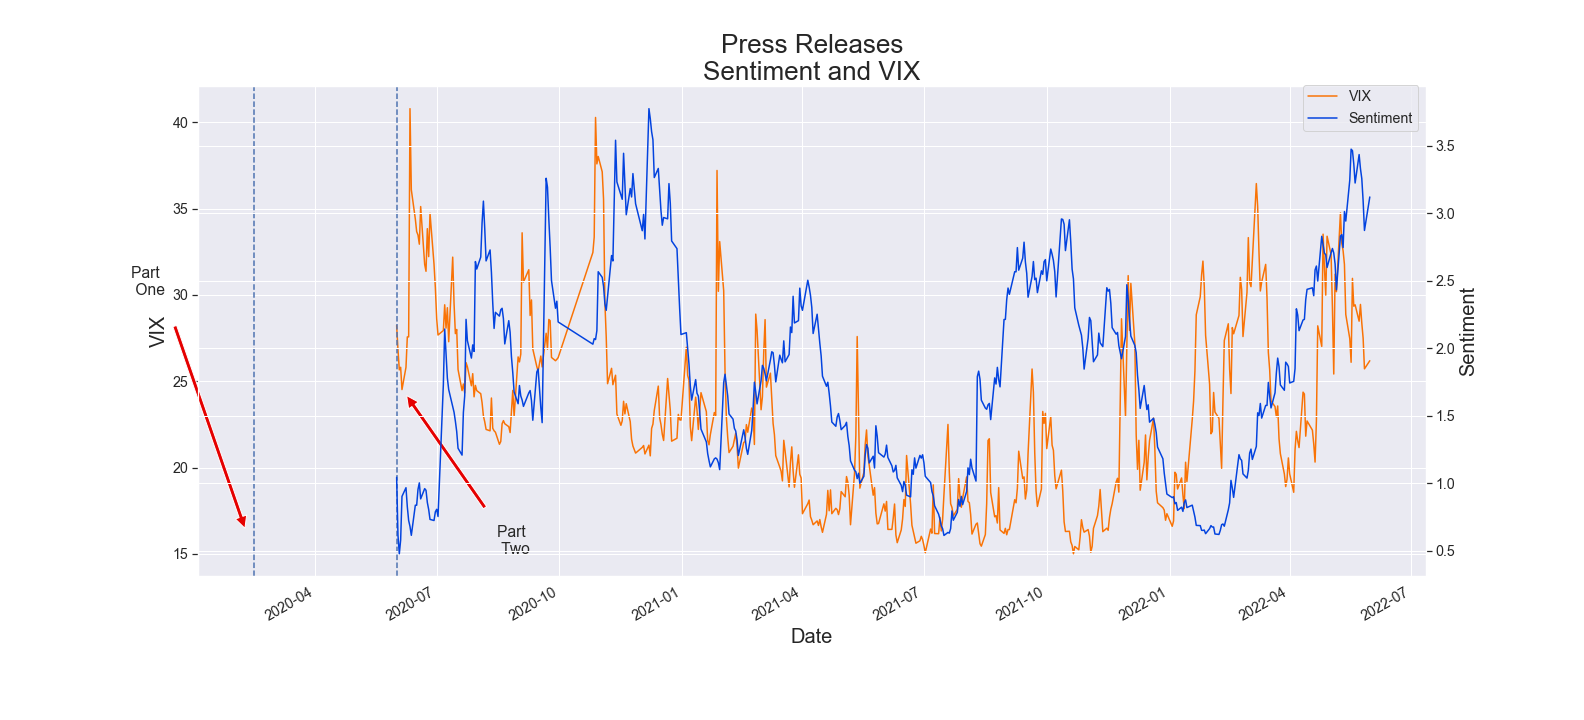 Press Releases
Sentiment and VIX
VIX
Sentiment
40
35
30
25
20
15
VIX
Part
One
Part
Two
3.5
3.0
2.5
2.0
1.5
1.0
0.5
Sentiment
2020-04
2020-07
2020-10
2021-01
2021-04
2021-07
2021-10
2022-01
2022-04
2022-07
Date